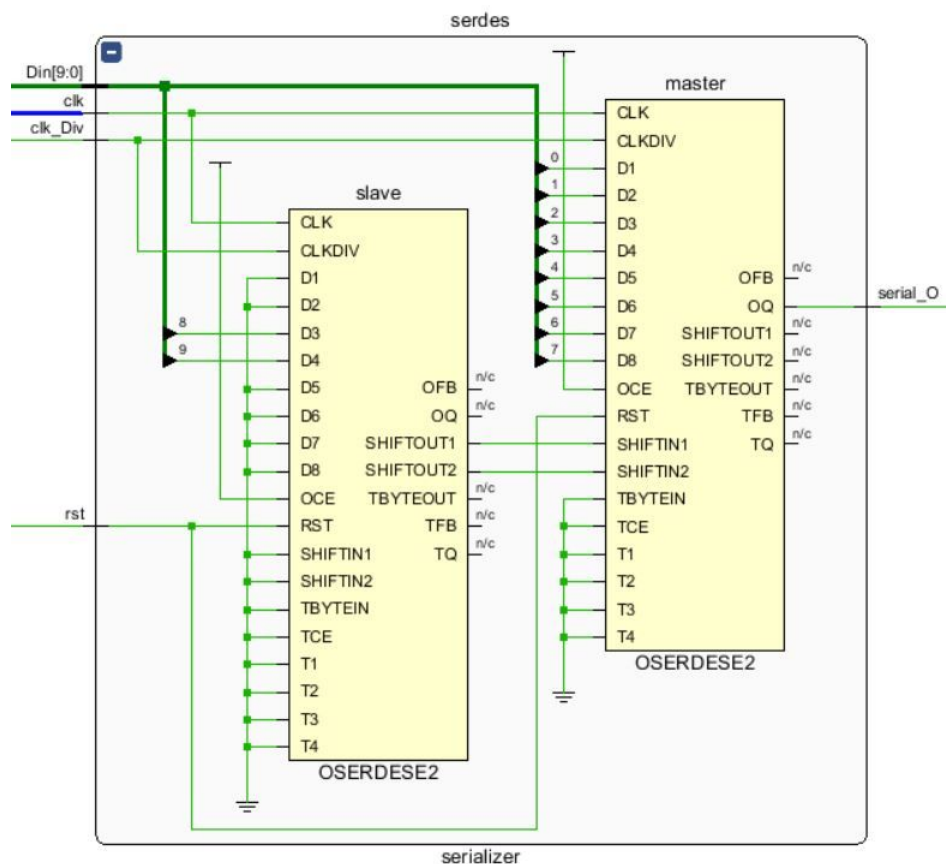 serdes
Din[9:0]
clk
clk_Div
rst
slave
CLK
CLKDIV
D1
D2
8
D3
9
D4
D5
D6
D7
D8
OCE
RST
SHIFTIN1
SHIFTIN2
TBYTEIN
TCE
T1
T2
T3
T4
OFB n/c
OQ n/c
SHIFTOUT1
SHIFTOUT2
TBYTEOUT n/c
TFB n/c
TQ n/c
OSERDESE2
master
CLK
CLKDIV
0 D1
1 D2
2 D3
3 D4
4 D5
5 D6
6 D7
7 D8
OCE
RST
SHIFTIN1
SHIFTIN2
TBYTEIN
TCE
T1
T2
T3
T4
OFB n/c
OQ
SHIFTOUT1 n/c
SHIFTOUT2 n/c
TBYTEOUT n/c
TFB n/c
TQ n/c
OSERDESE2
serial_O
serializer